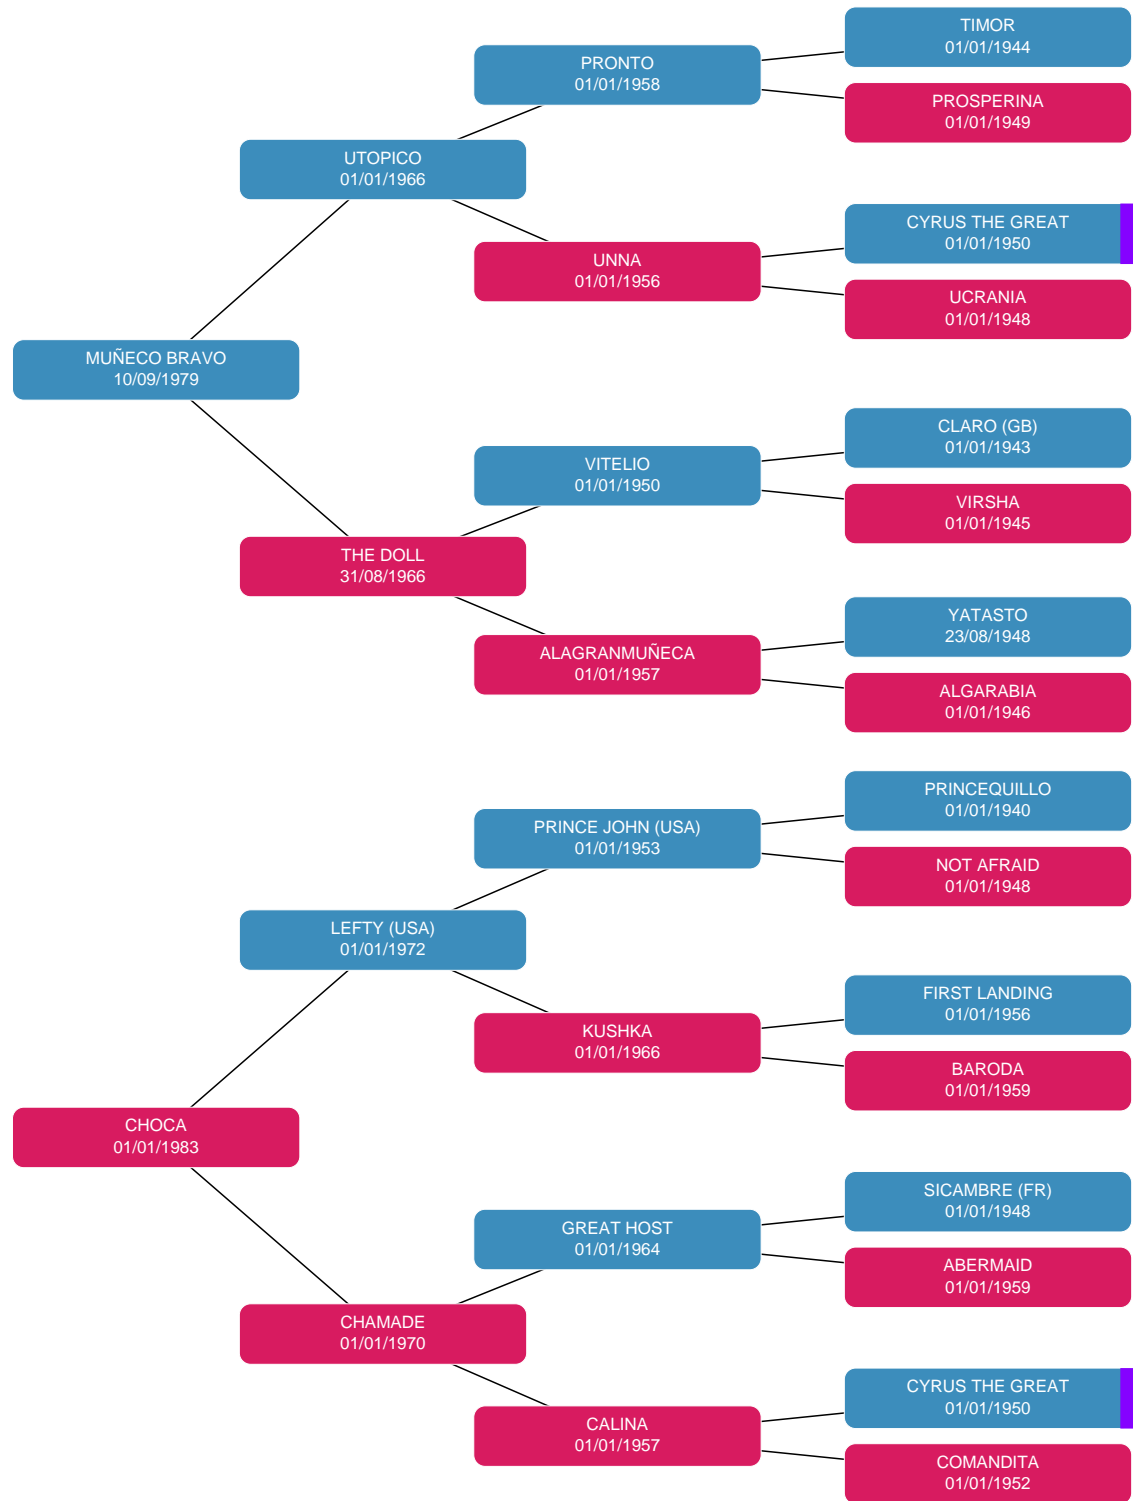 TIMOR
01/01/1944
PRONTO
01/01/1958
PROSPERINA
01/01/1949
UTOPICO
01/01/1966
CYRUS THE GREAT
01/01/1950
UNNA
01/01/1956
UCRANIA
01/01/1948
MUÑECO BRAVO
10/09/1979
CLARO (GB)
01/01/1943
VITELIO
01/01/1950
VIRSHA
01/01/1945
THE DOLL
31/08/1966
YATASTO
23/08/1948
ALAGRANMUÑECA
01/01/1957
ALGARABIA
01/01/1946
PRINCEQUILLO
01/01/1940
PRINCE JOHN (USA)
01/01/1953
NOT AFRAID
01/01/1948
LEFTY (USA)
01/01/1972
FIRST LANDING
01/01/1956
KUSHKA
01/01/1966
BARODA
01/01/1959
CHOCA
01/01/1983
SICAMBRE (FR)
01/01/1948
GREAT HOST
01/01/1964
ABERMAID
01/01/1959
CHAMADE
01/01/1970
CYRUS THE GREAT
01/01/1950
CALINA
01/01/1957
COMANDITA
01/01/1952